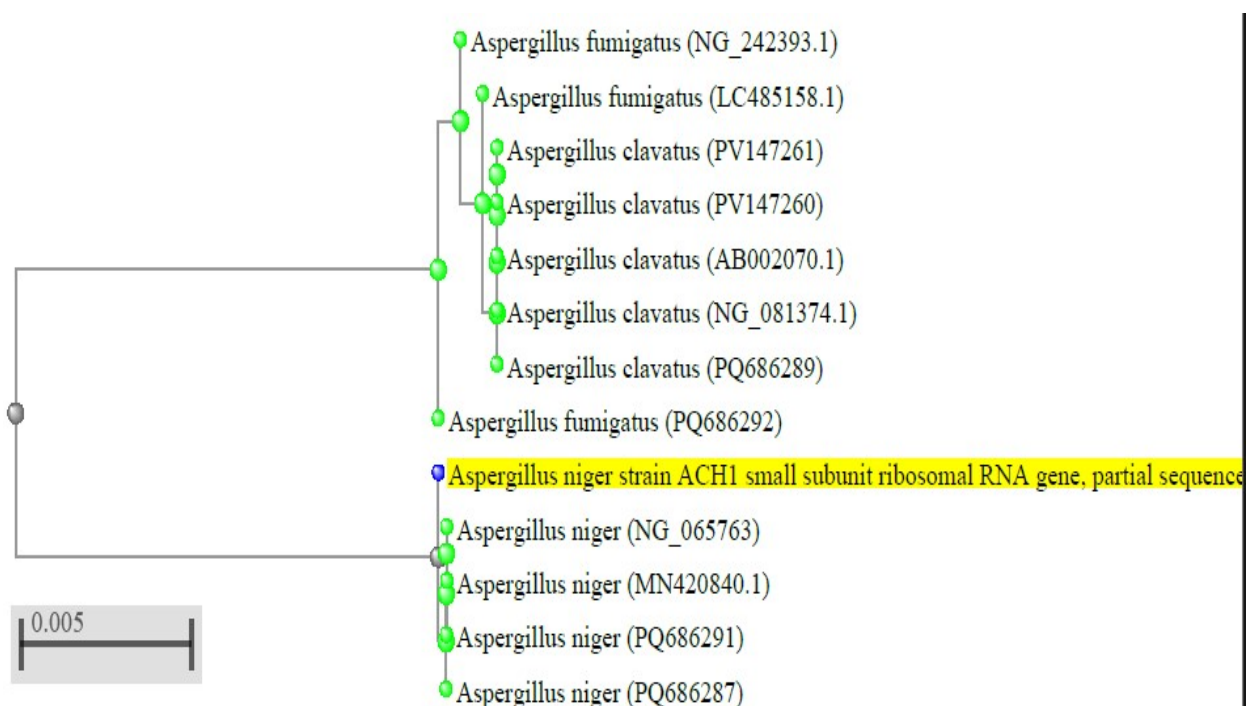 Aspergillus fumigatus (NG_242393.1)
Aspergillus fumigatus (LC485158.1)
Aspergillus clavatus (PV147261)
Aspergillus clavatus (PV147260)
Aspergillus clavatus (AB002070.1)
Aspergillus clavatus (NG_081374.1)
Aspergillus clavatus (PQ686289)
Aspergillus fumigatus (PQ686292)
Aspergillus niger strain ACH1 small subunit ribosomal RNA gene, partial sequence
Aspergillus niger (NG_065763)
Aspergillus niger (MN420840.1)
Aspergillus niger (PQ686291)
Aspergillus niger (PQ686287)
0.005